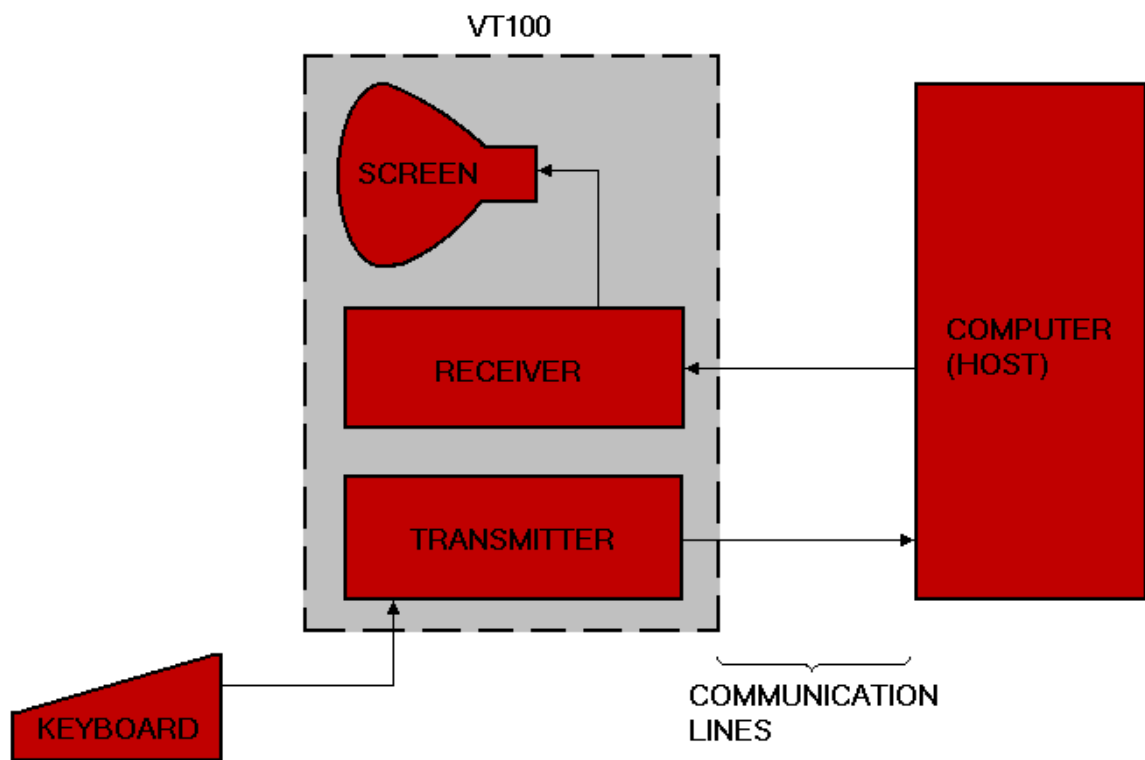 VT100
SCREEN
RECEIVER
COMPUTER
(HOST)
TRANSMITTER
KEYBOARD
COMMUNICATION
LINES